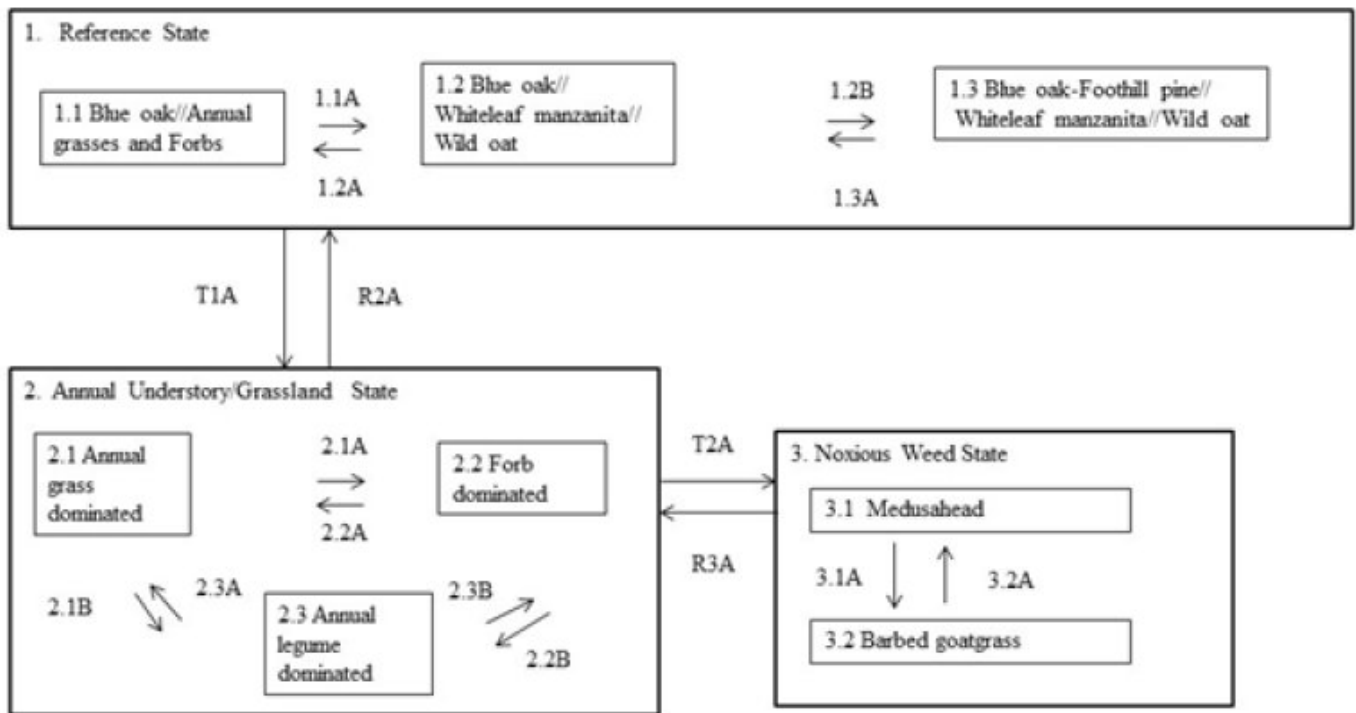 1. Reference State
1.1 Blue oak//Annual
grasses and Forbs
1.1A
1.2A
1.2 Blue oak//
Whiteleaf manzanita//
Wild oat
1.2B
1.3A
1.3 Blue oak-Foothill pine//
Whiteleaf manzanita//Wild oat
T1A
R2A
2. Annual Understory/Grassland State
2.1 Annual
grass
dominated
2.1A
2.2A
2.2 Forb
dominated
2.1B
2.3A
2.3 Annual
legume
dominated
2.3B
2.2B
T2A
R3A
3. Noxious Weed State
3.1 Medusahead
3.1A
3.2A
3.2 Barbed goatgrass